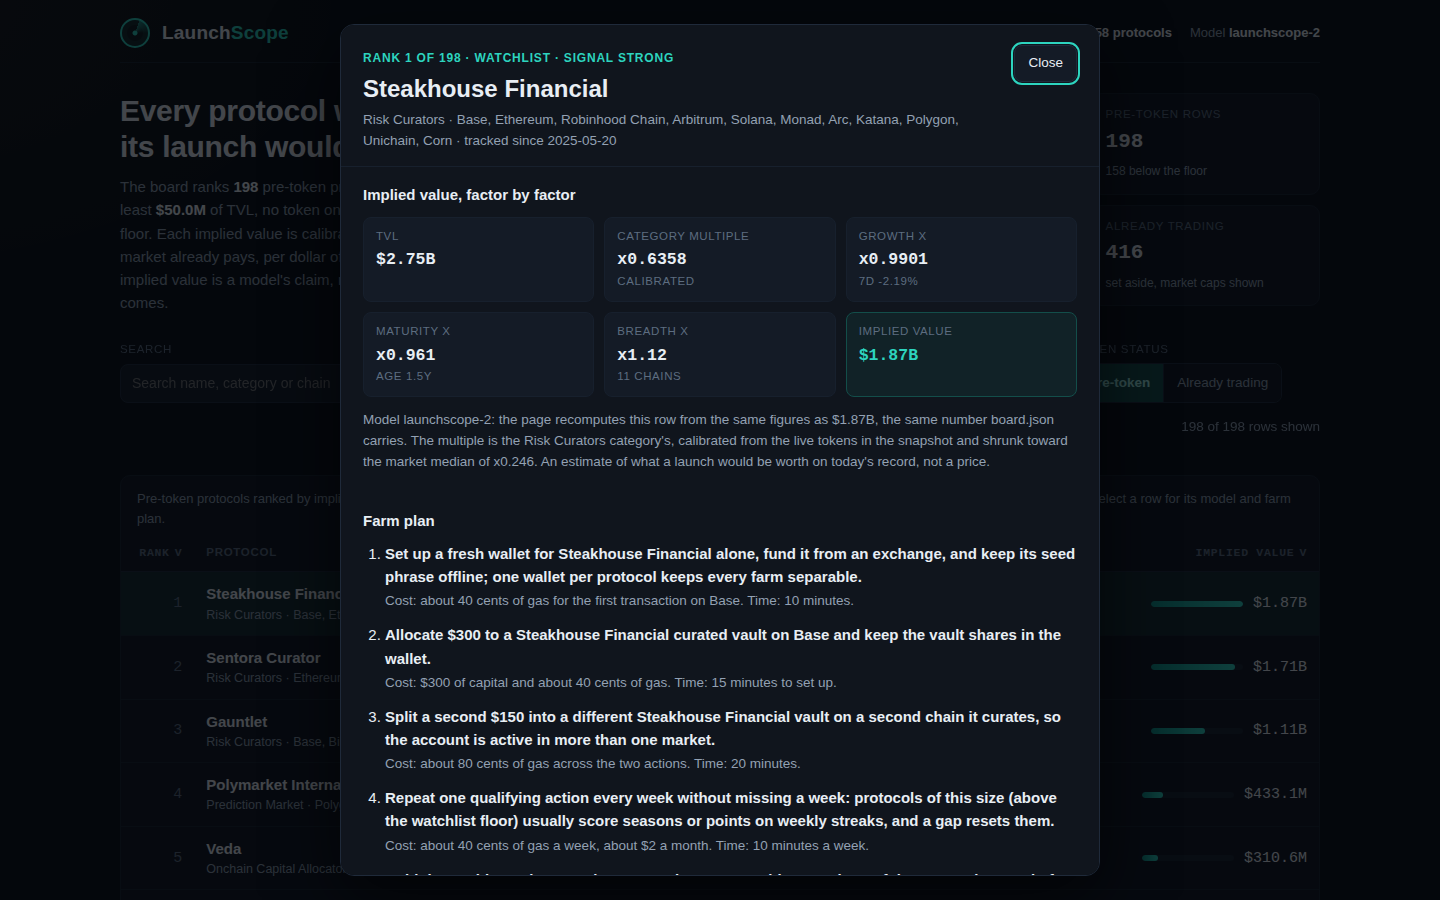 LaunchScope
58 protocols Model launchscope-2
Every protocol
its launch would
The board ranks 198 pre-token
least $50.0M of TVL, no token on
floor. Each implied value is
market already pays, per dollar
implied value is a model's claim,
comes.
PRE-TOKEN ROWS
198
158 below the floor
ALREADY TRADING
416
set aside, market caps shown
SEARCH
Search name, category or chain
EN STATUS
re-token Already trading
198 of 198 rows shown
Pre-token protocols ranked by
elect a row for its model and farm
plan.
RANK V PROTOCOL IMPLIED VALUE V
1 Steakhouse Financ $1.87B
Risk Curators · Base,
2 Sentora Curator $1.71B
Risk Curators · Ethereum
3 Gauntlet $1.11B
Risk Curators · Base,
4 Polymarket Interna $433.1M
Prediction Market ·
5 Veda $310.6M
Onchain Capital Allocato
RANK 1 OF 198 · WATCHLIST · SIGNAL STRONG
Close
Steakhouse Financial
Risk Curators · Base, Ethereum, Robinhood Chain, Arbitrum, Solana, Monad, Arc, Katana, Polygon,
Unichain, Corn · tracked since 2025-05-20
Implied value, factor by factor
TVL
$2.75B
CATEGORY MULTIPLE
x0.6358
CALIBRATED
GROWTH X
x0.9901
7D -2.19%
MATURITY X
x0.961
AGE 1.5Y
BREADTH X
x1.12
11 CHAINS
IMPLIED VALUE
$1.87B
Model launchscope-2: the page recomputes this row from the same figures as $1.87B, the same number board.json
carries. The multiple is the Risk Curators category's, calibrated from the live tokens in the snapshot and shrunk toward
the market median of x0.246. An estimate of what a launch would be worth on today's record, not a price.
Farm plan
1. Set up a fresh wallet for Steakhouse Financial alone, fund it from an exchange, and keep its seed
phrase offline; one wallet per protocol keeps every farm separable.
Cost: about 40 cents of gas for the first transaction on Base. Time: 10 minutes.
2. Allocate $300 to a Steakhouse Financial curated vault on Base and keep the vault shares in the
wallet.
Cost: $300 of capital and about 40 cents of gas. Time: 15 minutes to set up.
3. Split a second $150 into a different Steakhouse Financial vault on a second chain it curates, so
the account is active in more than one market.
Cost: about 80 cents of gas across the two actions. Time: 20 minutes.
4. Repeat one qualifying action every week without missing a week: protocols of this size (above
the watchlist floor) usually score seasons or points on weekly streaks, and a gap resets them.
Cost: about 40 cents of gas a week, about $2 a month. Time: 10 minutes a week.